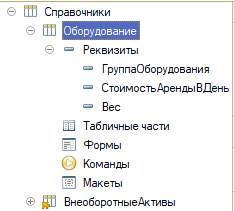 Справочники
Оборудование
Реквизиты
ГруппаОборудования
СтоимостьАрендыВДень
Вес
Табличные части
Формы
Команды
Макеты
ВнеоборотныеАктивы